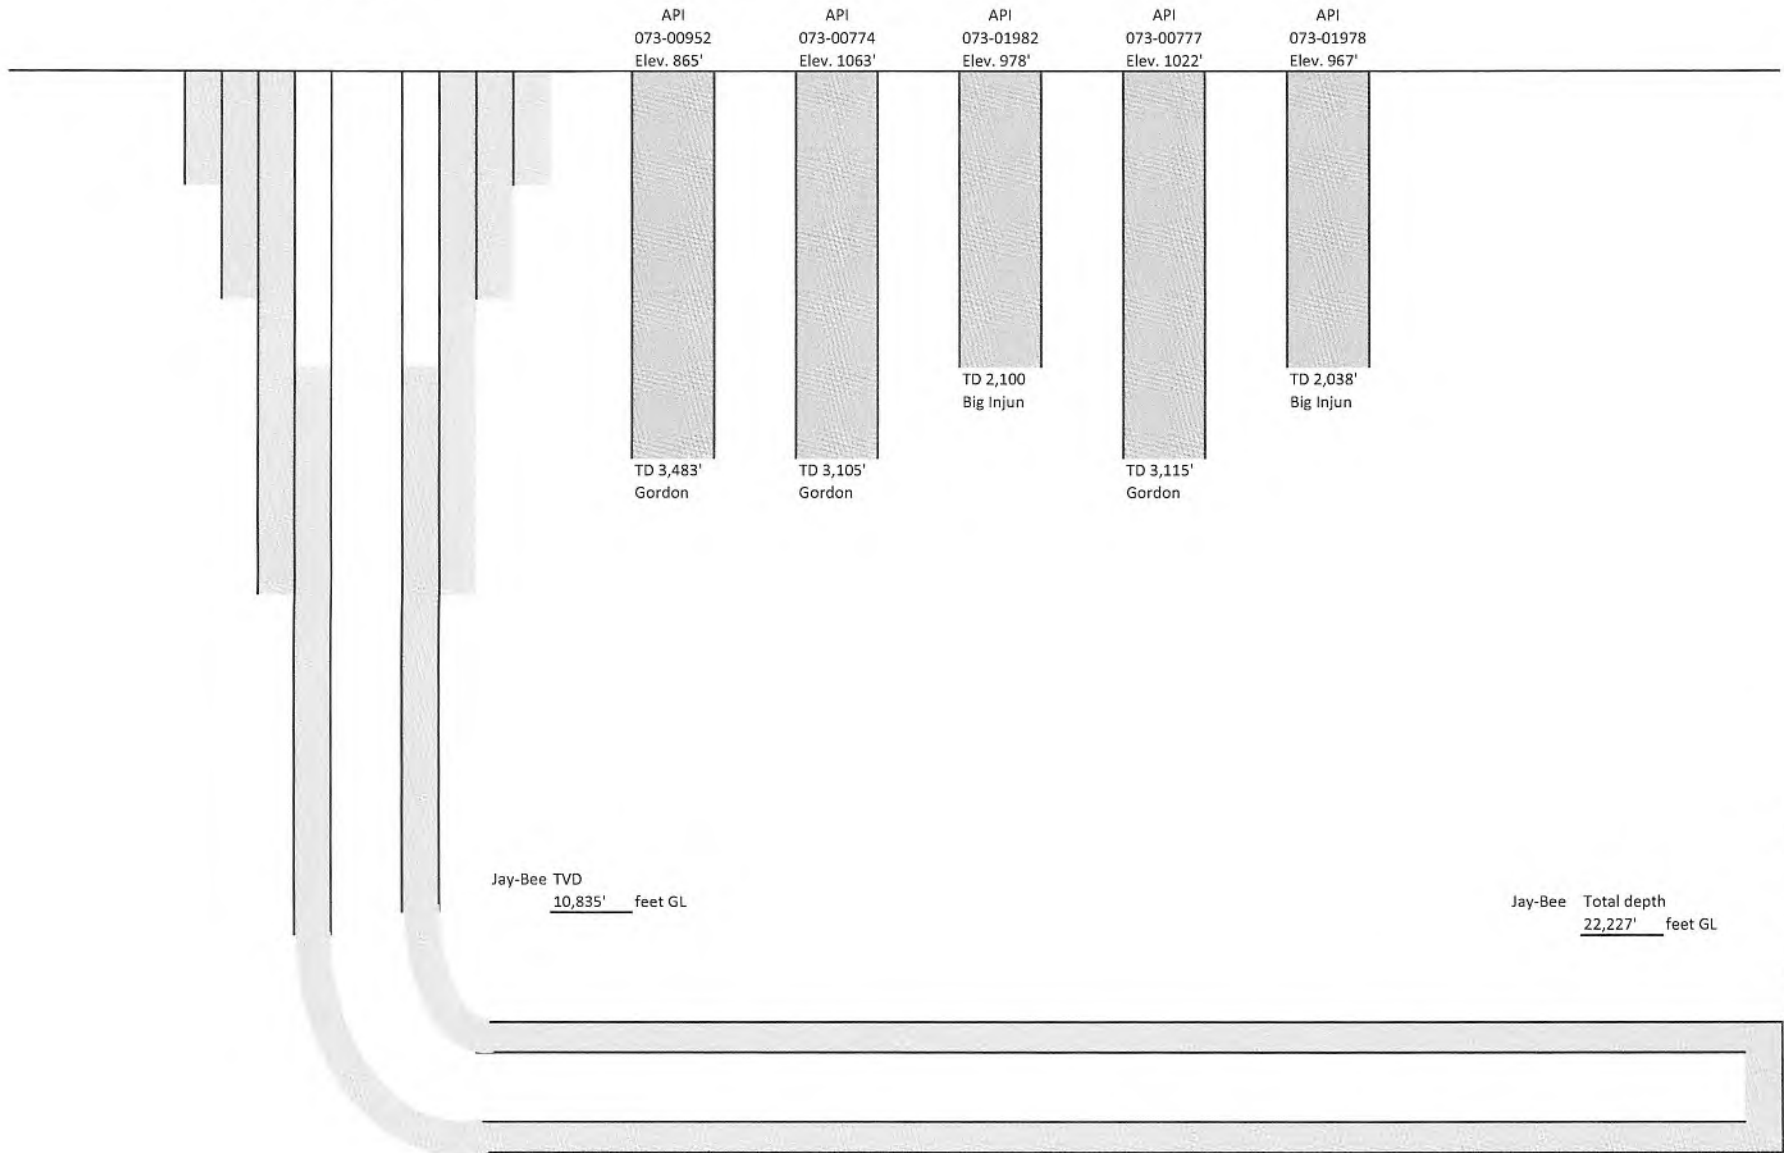 API
073-00952
Elev. 865'
API
073-00774
Elev. 1063'
API
073-01982
Elev. 978'
API
073-00777
Elev. 1022'
API
073-01978
Elev. 967'
TD 3,483'
Gordon
TD 3,105'
Gordon
TD 2,100
Big Injun
TD 3,115'
Gordon
TD 2,038'
Big Injun
Jay-Bee TVD
10,835' feet GL
Jay-Bee Total depth
22,227' feet GL